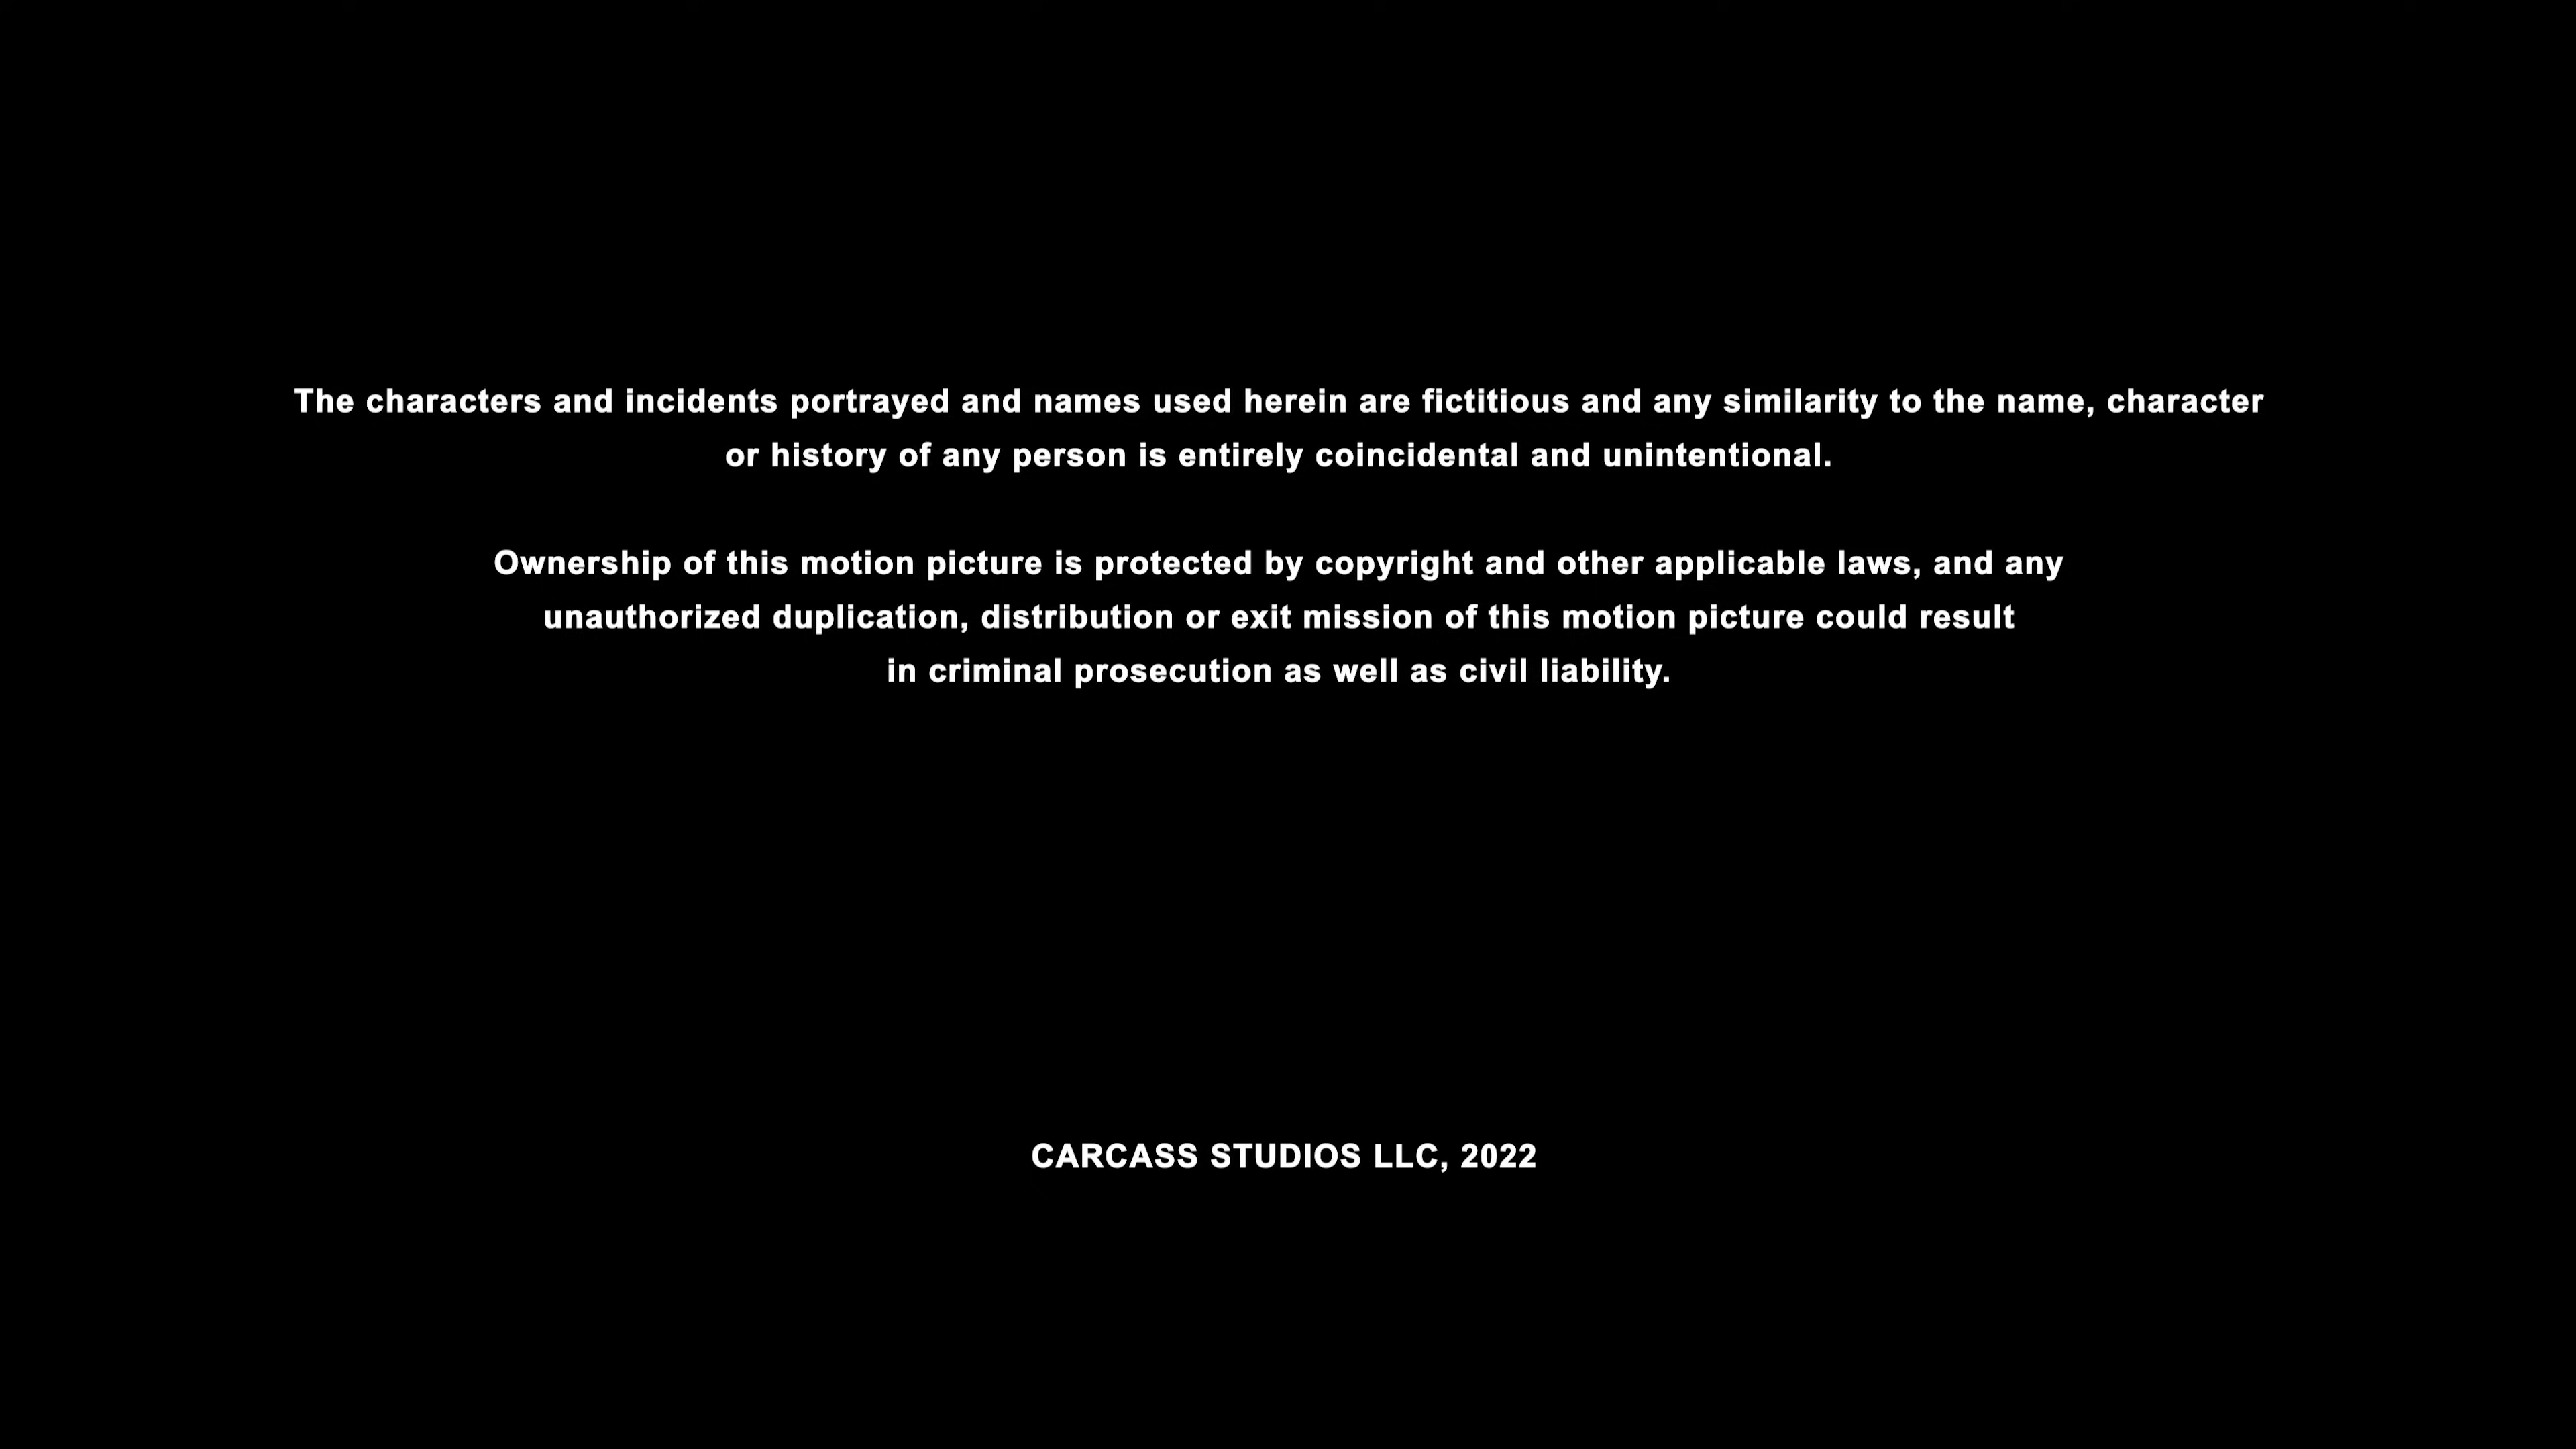 The characters and incidents portrayed and names used herein are fictitious and any similarity to the name, character
or history of any person is entirely coincidental and unintentional.
Ownership of this motion picture is protected by copyright and other applicable laws, and any
unauthorized duplication, distribution or exit mission of this motion picture could result
in criminal prosecution as well as civil liability.
CARCASS STUDIOS LLC, 2022